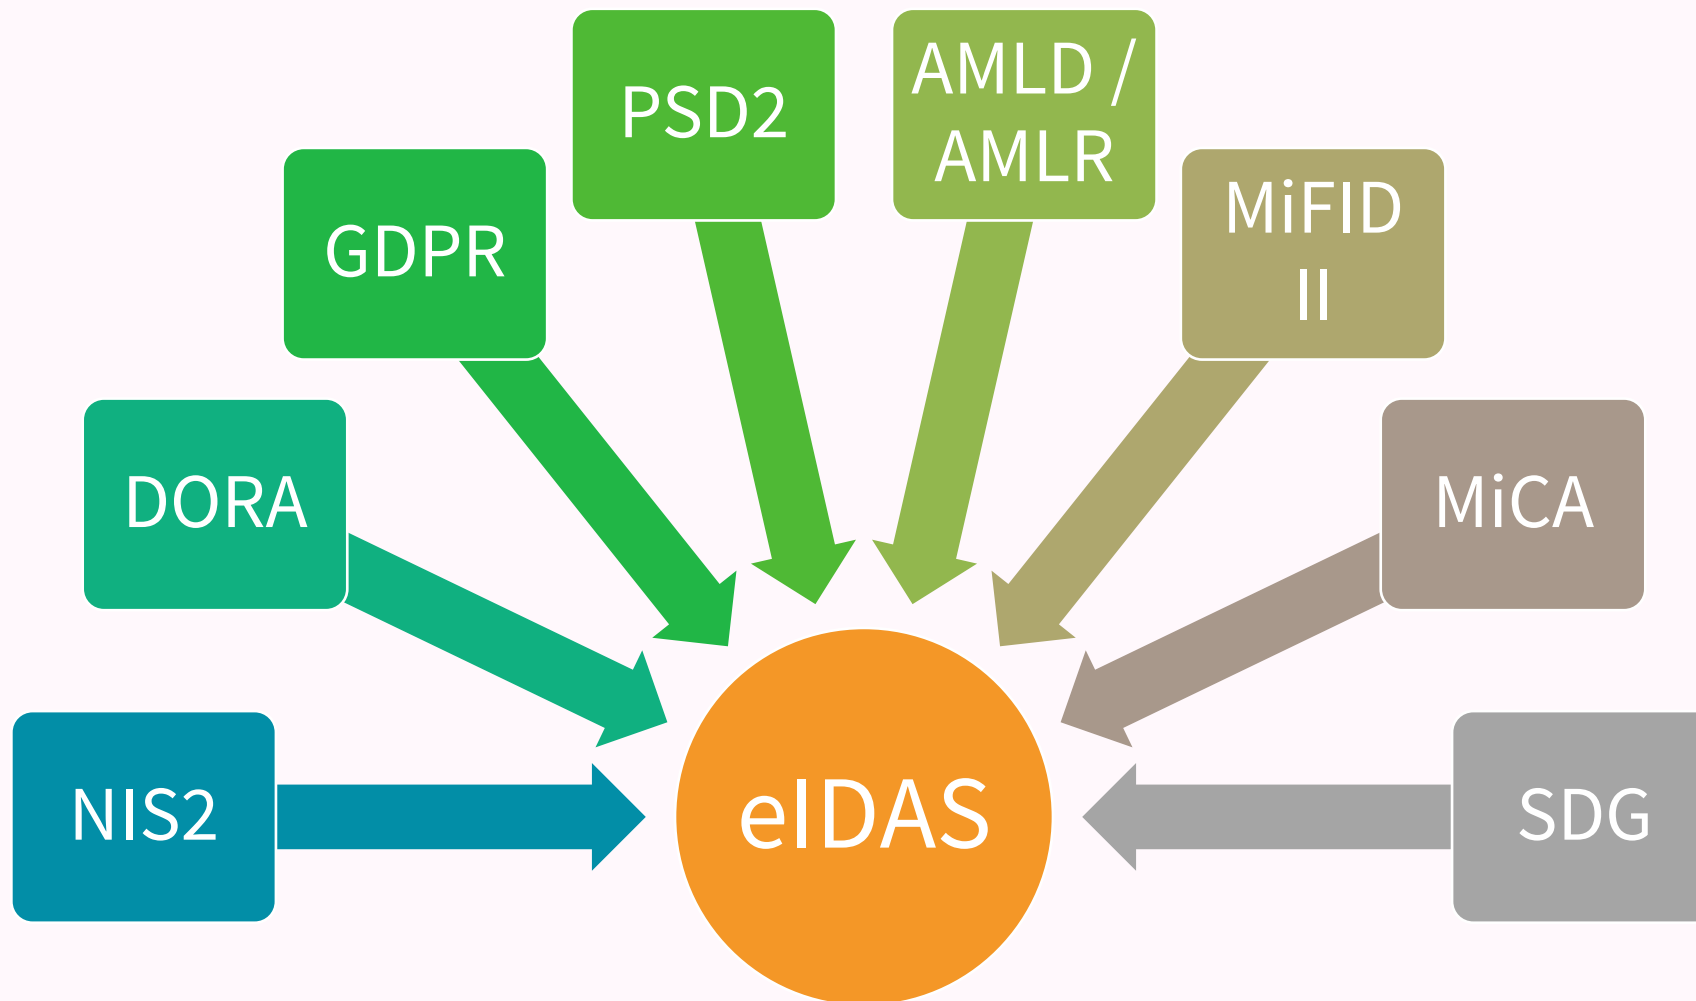 PSD2
AMLD /
AMLR
GDPR
MiFID
II
DORA
MiCA
NIS2
eIDAS
SDG